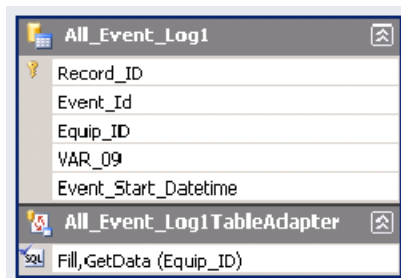 All_Event_Log1
Record_ID
Event_Id
Equip_ID
VAR_09
Event_Start_Datetime
All_Event_Log1TableAdapter
SQL Fill,GetData (Equip_ID)